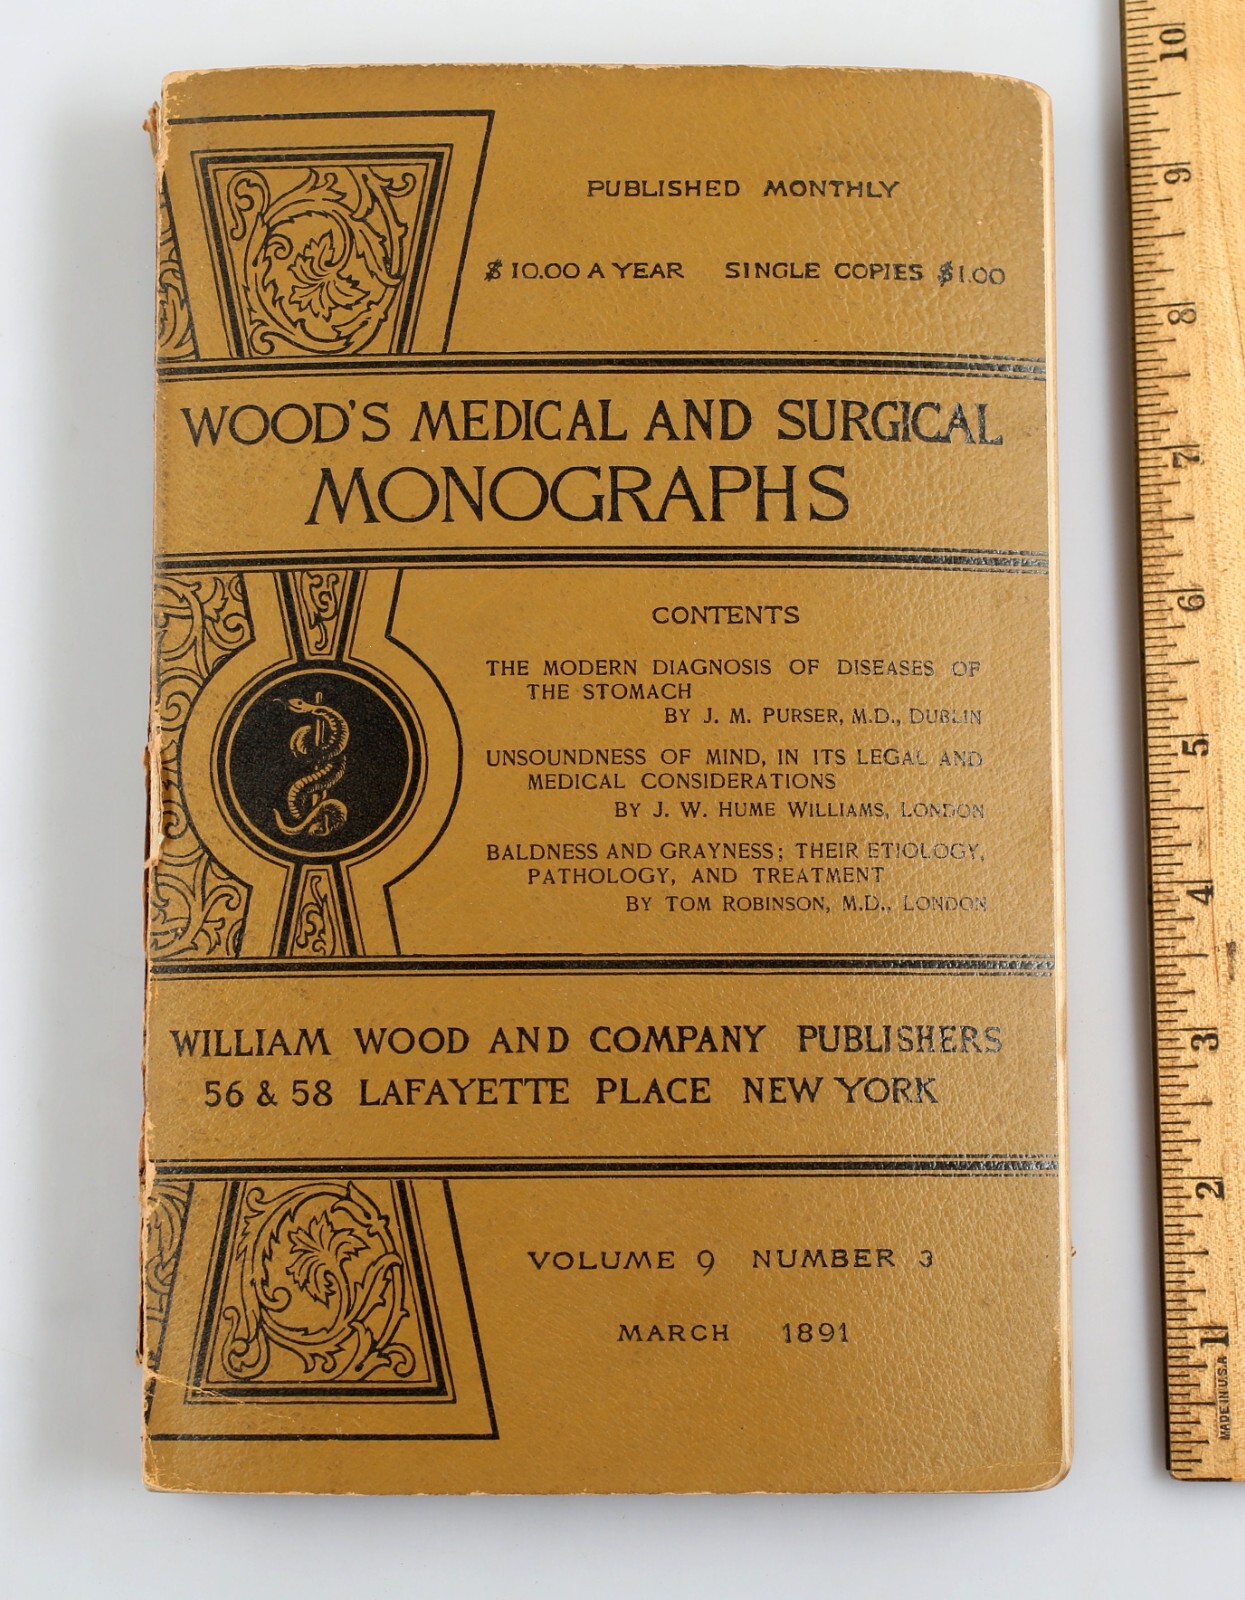 PUBLISHED MONTHLY
$10.00 A YEAR SINGLE COPIES $1.00
WOOD'S MEDICAL AND SURGICAL
MONOGRAPHS
CONTENTS
THE MODERN DIAGNOSIS OF DISEASES OF
THE STOMACH
BY J. M. PURSER, M.D., DUBLIN
UNSOUNDNESS OF MIND, IN ITS LEGAL AND
MEDICAL CONSIDERATIONS
BY J. W. HUME WILLIAMS, LONDON
BALDNESS AND GRAYNESS; THEIR ETIOLOGY,
PATHOLOGY, AND TREATMENT
BY TOM ROBINSON, M.D., LONDON
WILLIAM WOOD AND COMPANY PUBLISHERS
56 & 58 LAFAYETTE PLACE NEW YORK
VOLUME 9 NUMBER 3
MARCH 1891
10
9
8
7
6
5
4
3
2
1
MADE IN U.S.A